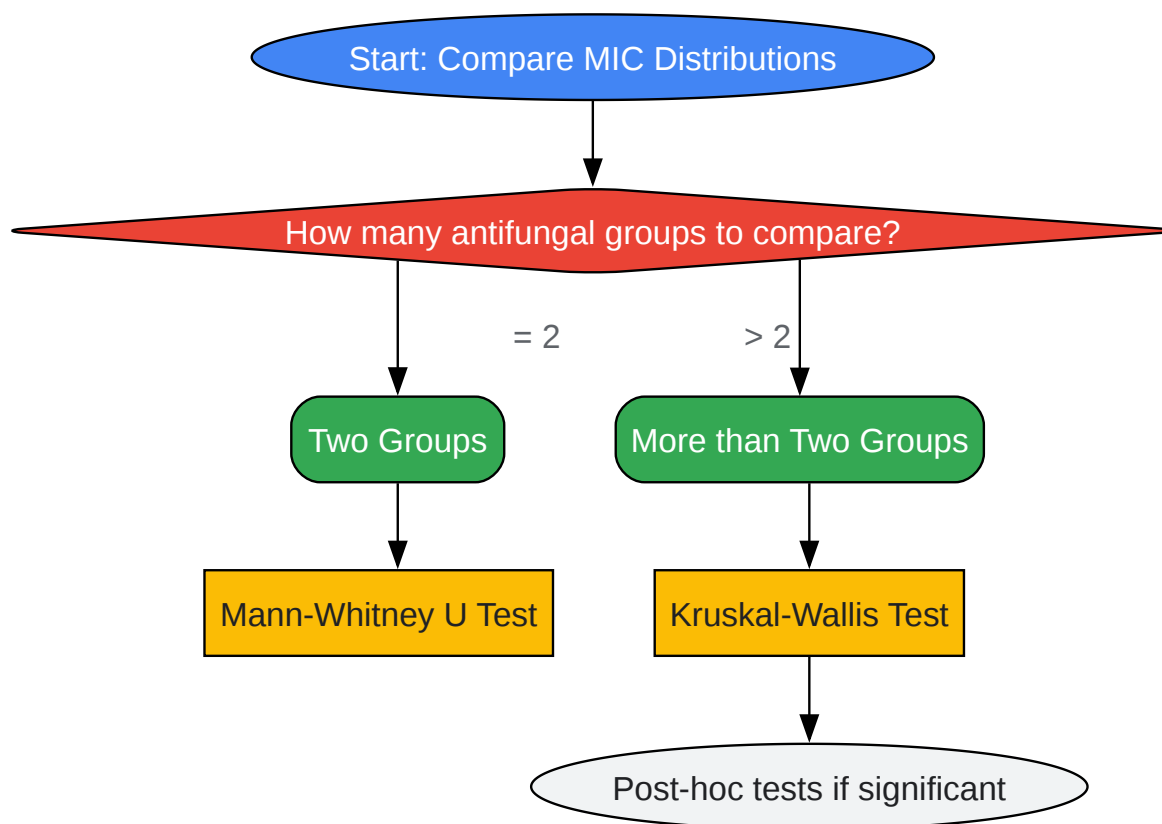 Start: Compare MIC Distributions
How many antifungal groups to compare?
= 2
> 2
Two Groups
More than Two Groups
Mann-Whitney U Test
Kruskal-Wallis Test
Post-hoc tests if significant